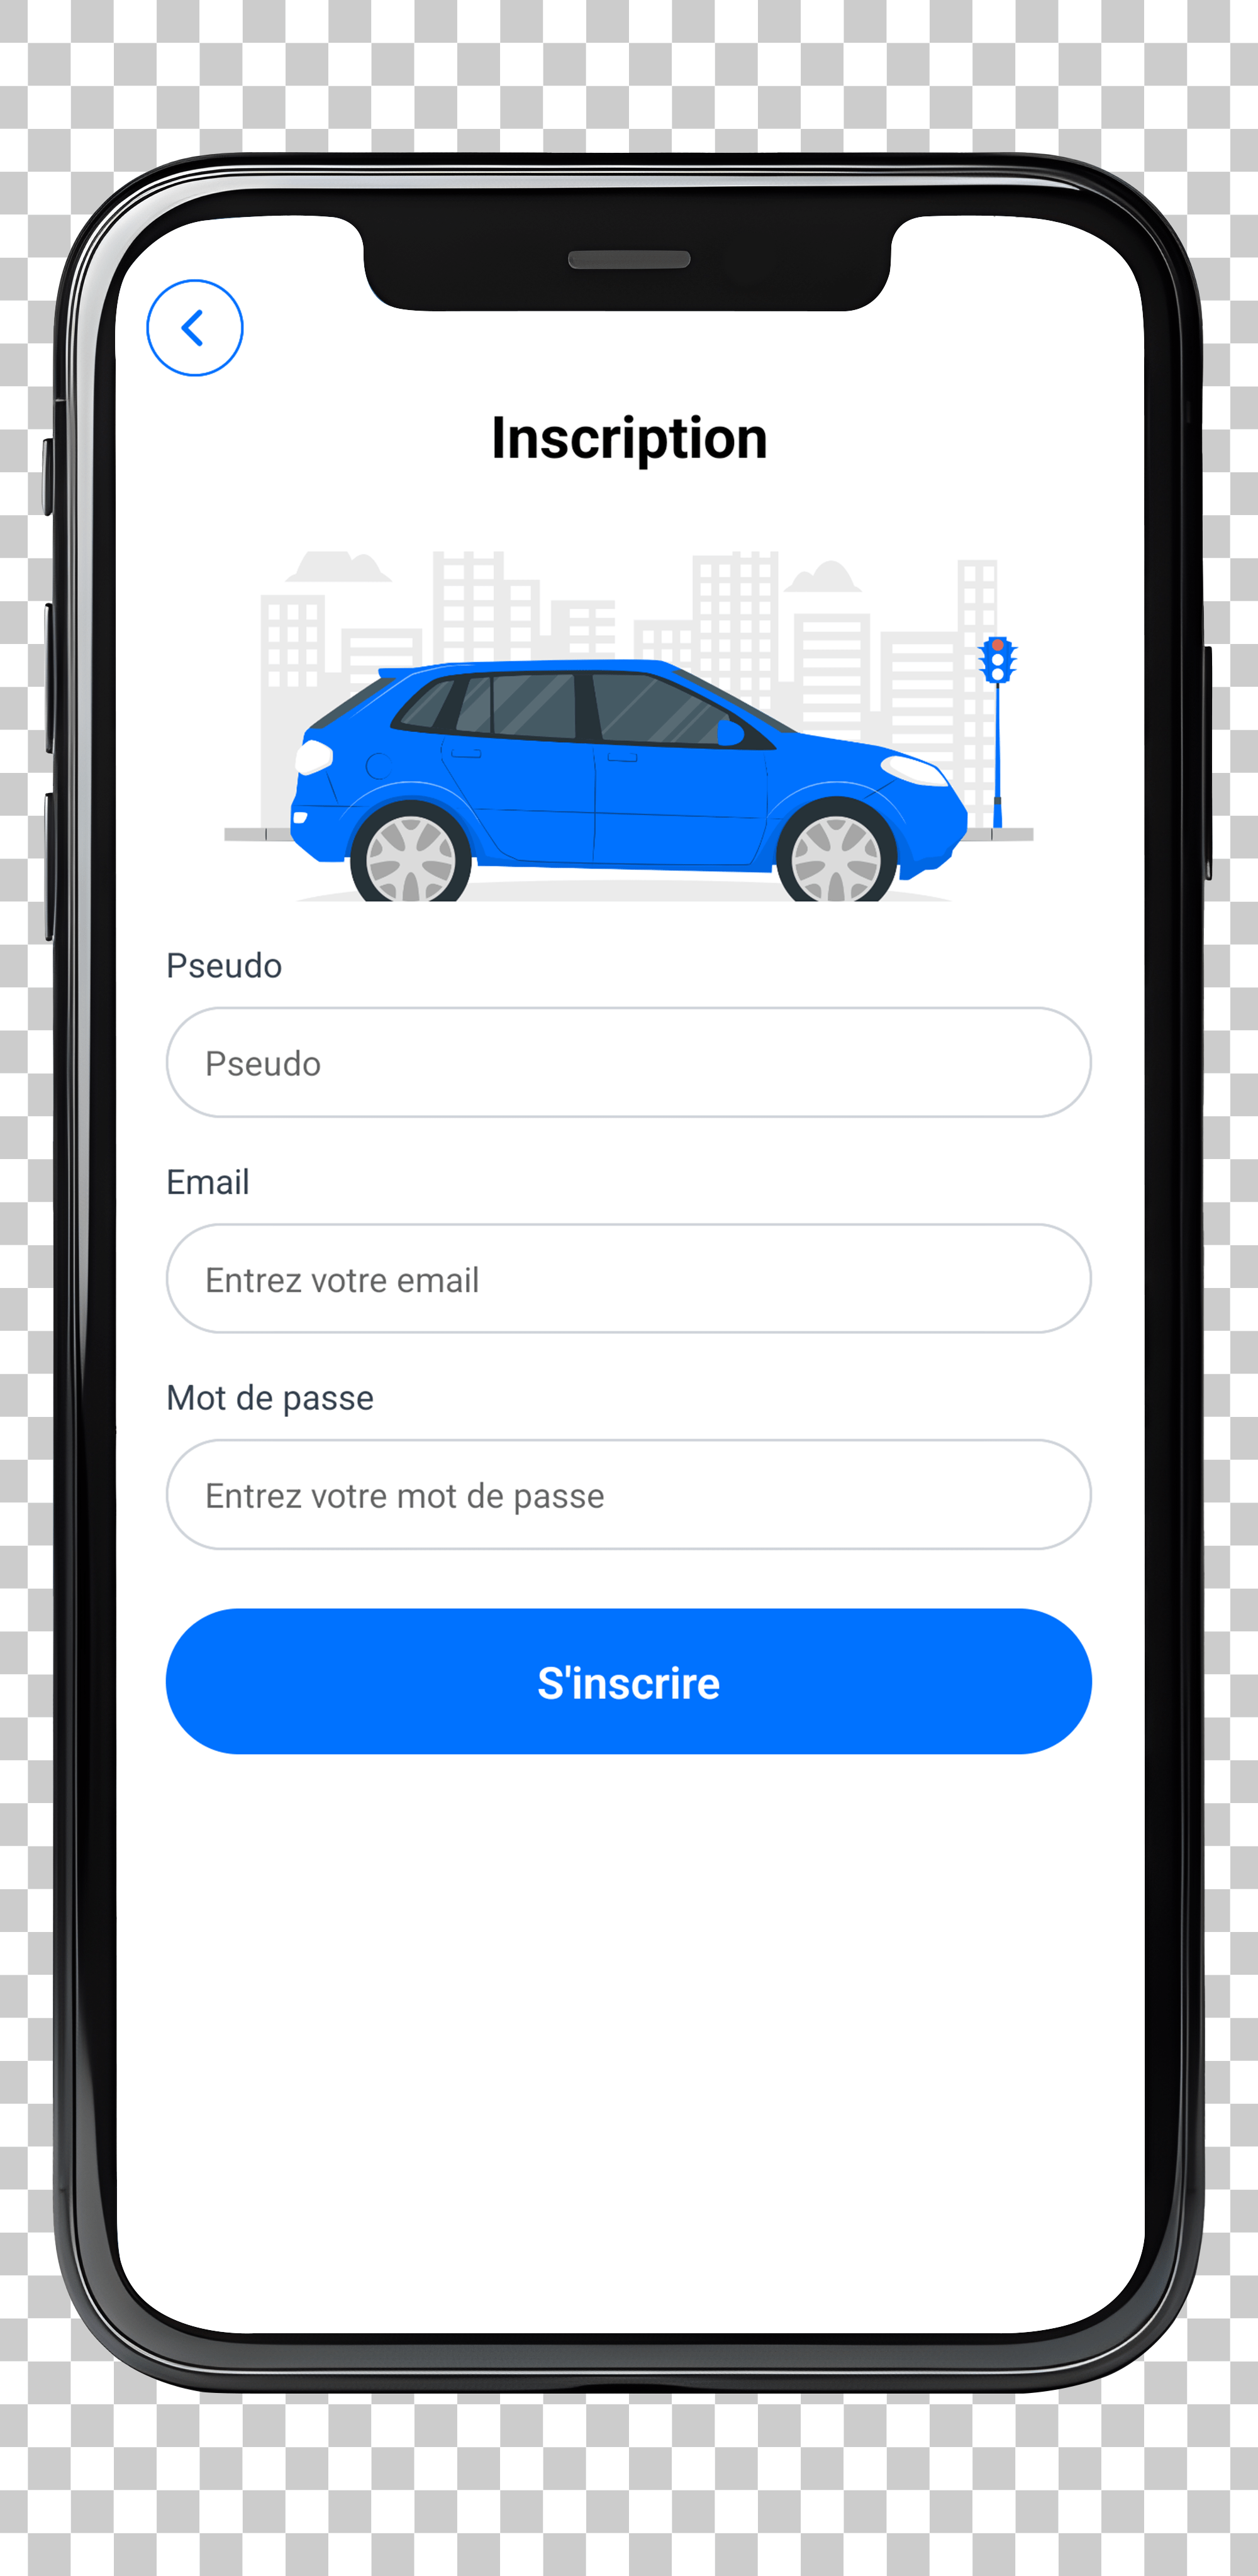 Inscription
Pseudo
Pseudo
Email
Entrez votre email
Mot de passe
Entrez votre mot de passe
S'inscrire